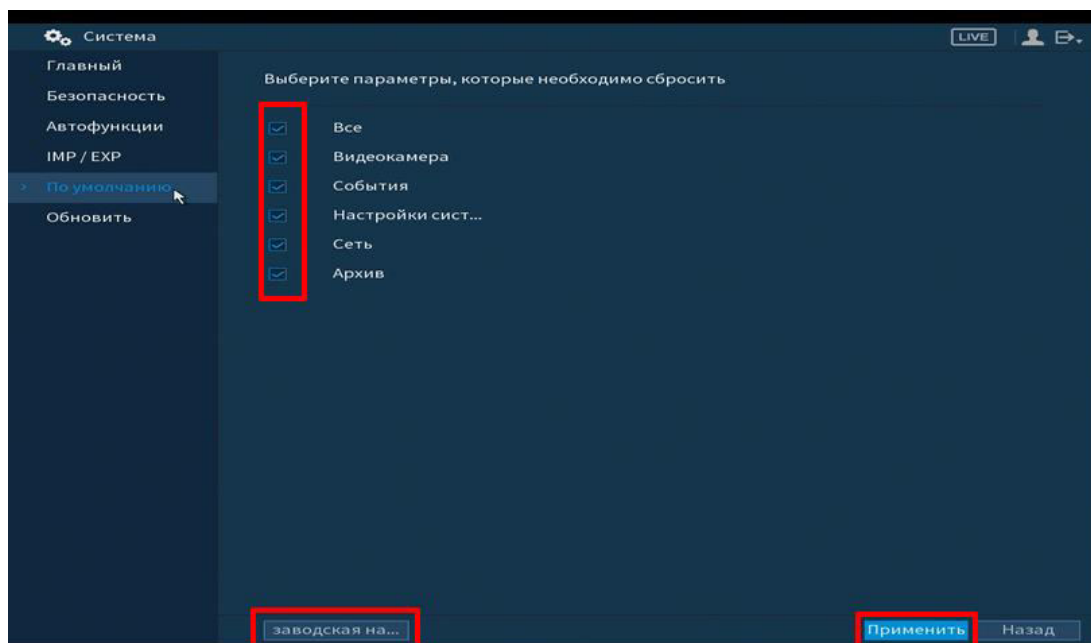 Система
LIVE
Главный
Безопасность
Автофункции
IMP / EXP
По умолчанию
Обновить
Выберите параметры, которые необходимо сбросить
Все
Видеокамера
События
Настройки сист...
Сеть
Архив
заводская на...
Применить
Назад